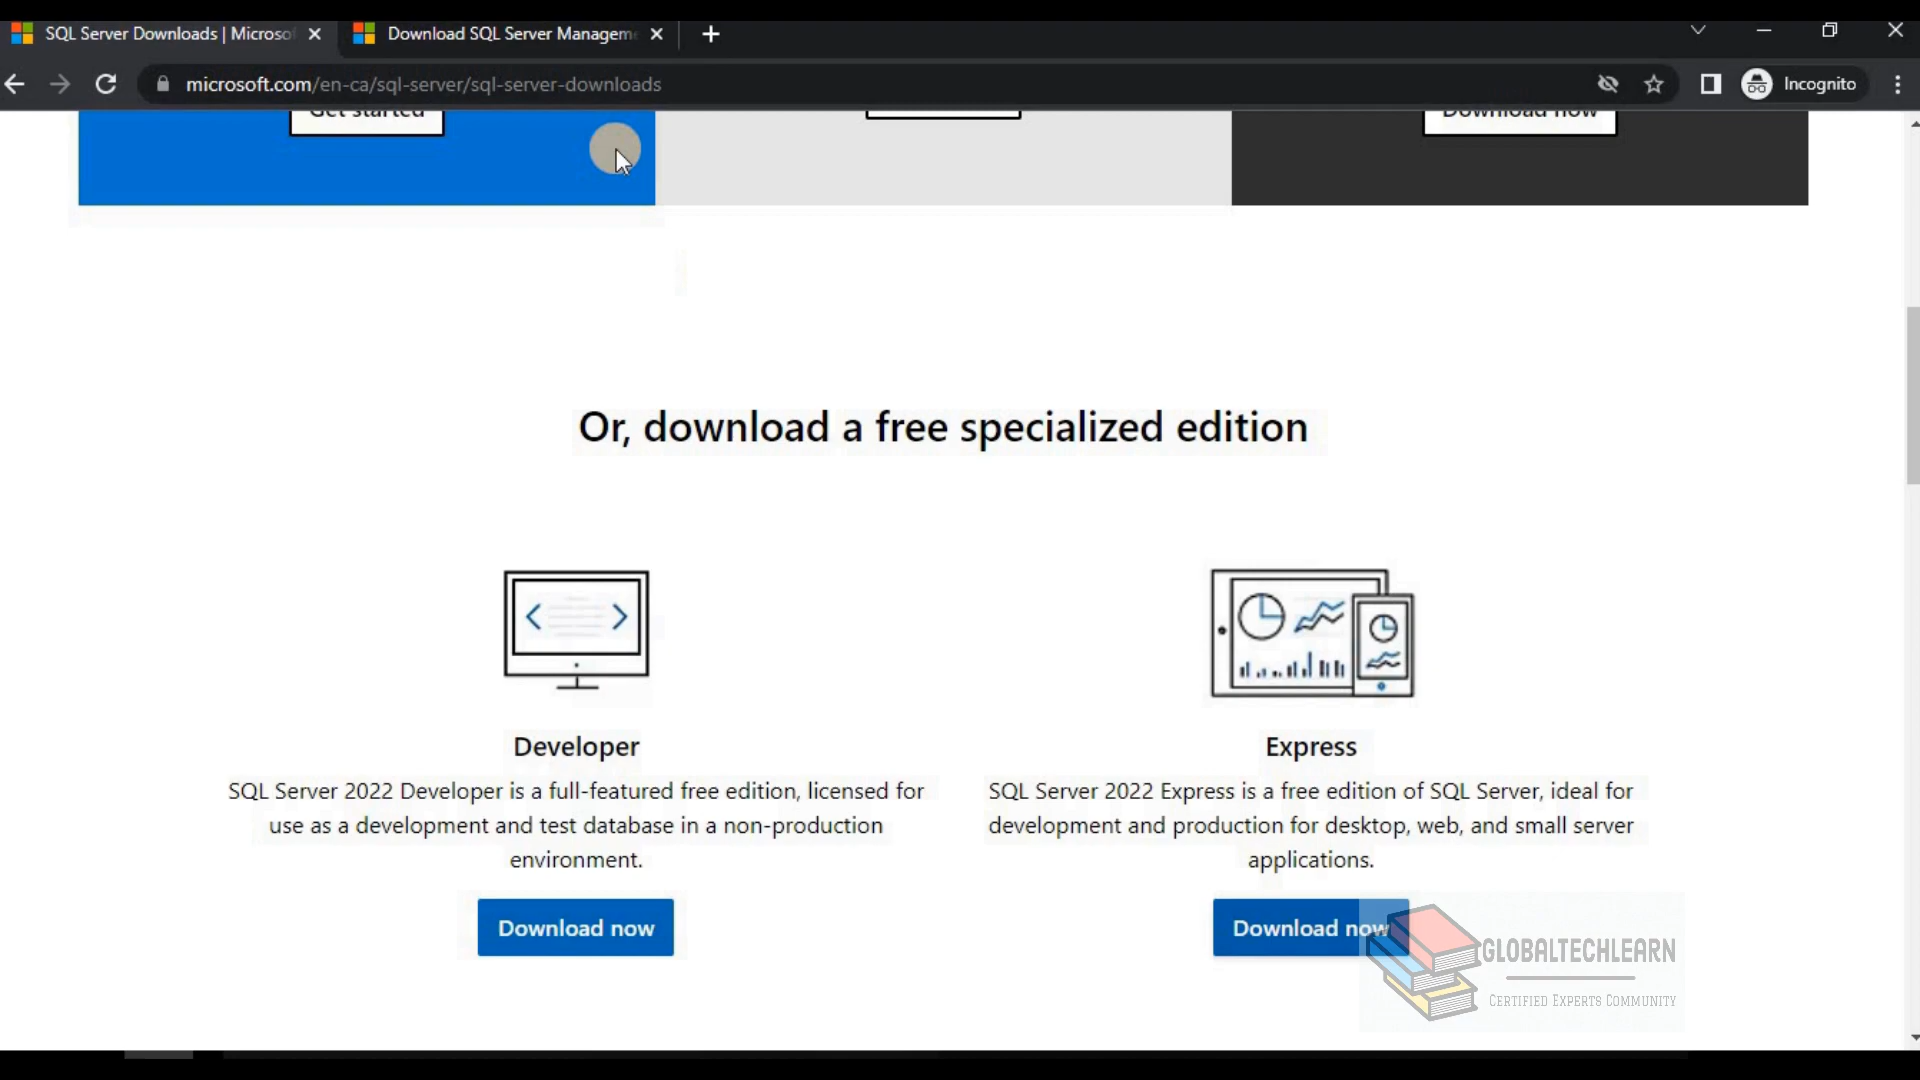 SQL Server Downloads | Microso
Download SQL Server Managem
microsoft.com/en-ca/sql-server/sql-server-downloads
Incognito
Get started
Download now
Or, download a free specialized edition
Developer
SQL Server 2022 Developer is a full-featured free edition, licensed for
use as a development and test database in a non-production
environment.
Download now
Express
SQL Server 2022 Express is a free edition of SQL Server, ideal for
development and production for desktop, web, and small server
applications.
Download now
GLOBALTECHLEARN
CERTIFIED EXPERTS COMMUNITY